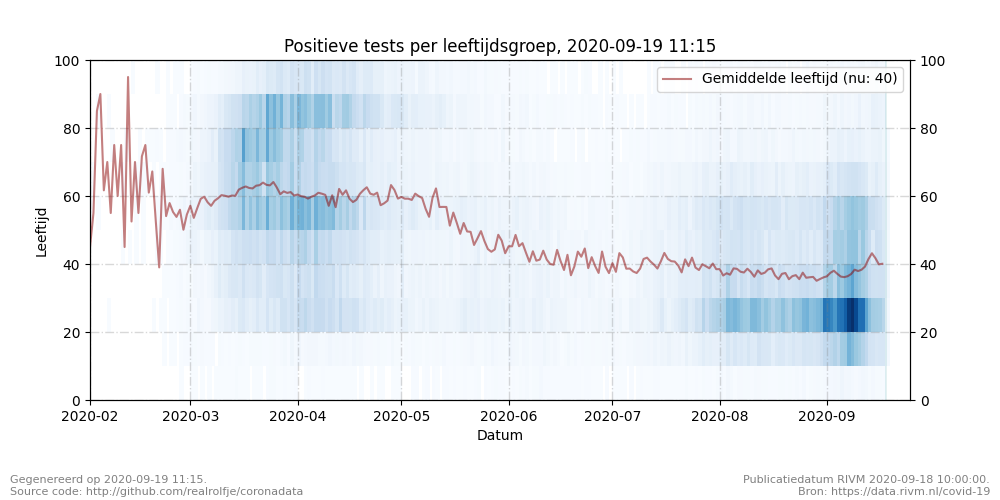 Positieve tests per leeftijdsgroep, 2020-09-19 11:15
Gemiddelde leeftijd (nu: 40)
100
80
60
40
20
0
Leeftijd
100
80
60
40
20
0
2020-02 2020-03 2020-04 2020-05 2020-06 2020-07 2020-08 2020-09
Datum
Gegenereerd op 2020-09-19 11:15.
Source code: http://github.com/realrolfje/coronadata
Publicatiedatum RIVM 2020-09-18 10:00:00.
Bron: https://data.rivm.nl/covid-19